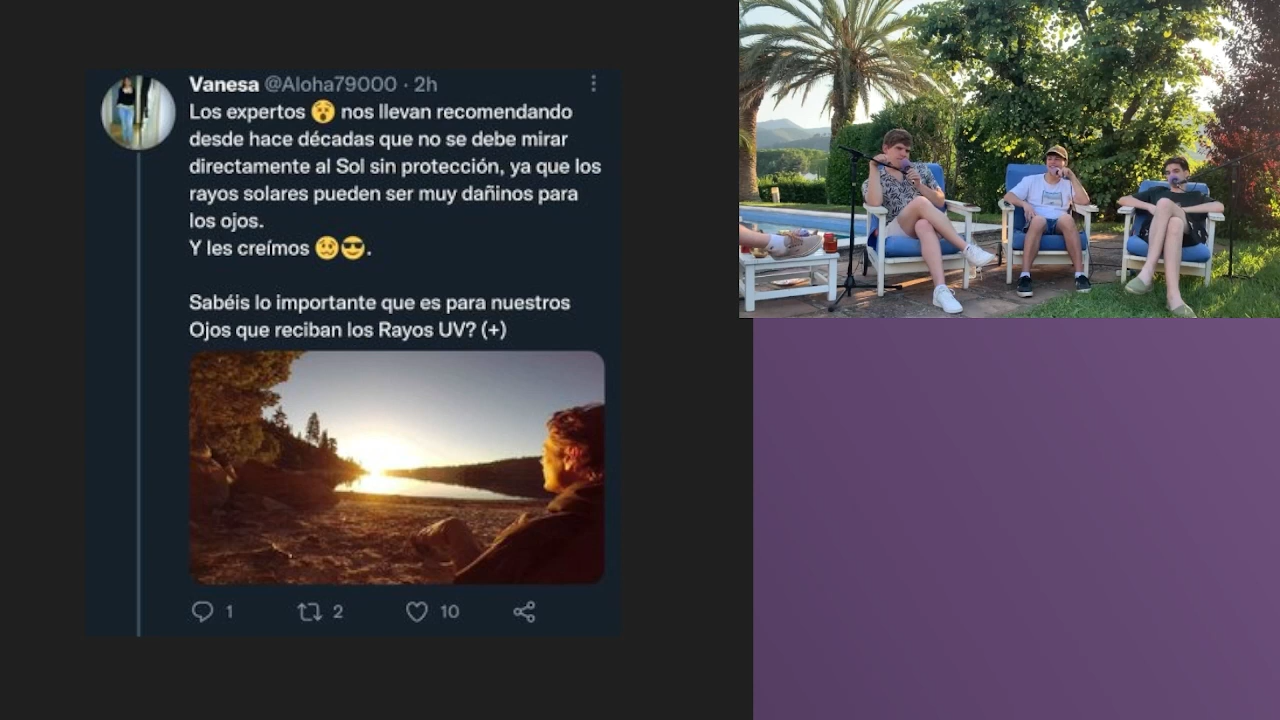 Vanesa @Aloha79000 · 2h
Los expertos 😵 nos llevan recomendando
desde hace décadas que no se debe mirar
directamente al Sol sin protección, ya que los
rayos solares pueden ser muy dañinos para
los ojos.
Y les creímos 🥴😎.
Sabéis lo importante que es para nuestros
Ojos que reciban los Rayos UV? (+)
1 2 10